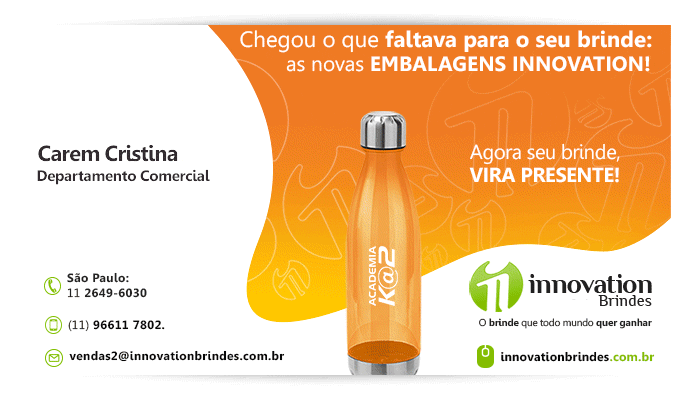 Chegou o que faltava para o seu brinde:
as novas EMBALAGENS INNOVATION!
Carem Cristina
Departamento Comercial
Agora seu brinde,
VIRA PRESENTE!
ACADEMIA
K@2
São Paulo:
11 2649-6030
(11) 96611 7802.
vendas2@innovationbrindes.com.br
innovation
Brindes
O brinde que todo mundo quer ganhar
innovationbrindes.com.br